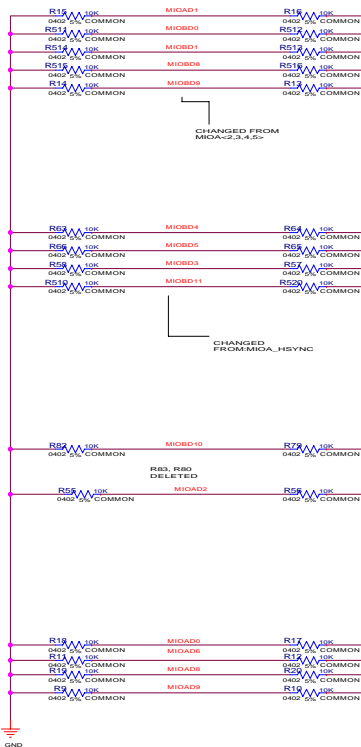 R15 10K MIOAD1 R16 10K
0402 5% COMMON 0402 5% COMMON
R511 10K MIOBD0 R512 10K
0402 5% COMMON 0402 5% COMMON
R514 10K MIOBD1 R513 10K
0402 5% COMMON 0402 5% COMMON
R515 10K MIOBD8 R516 10K
0402 5% COMMON 0402 5% COMMON
R14 10K MIOBD9 R13 10K
0402 5% COMMON 0402 5% COMMON
CHANGED FROM
MIOA<2,3,4,5>
R63 10K MIOBD4 R64 10K
0402 5% COMMON 0402 5% COMMON
R66 10K MIOBD5 R65 10K
0402 5% COMMON 0402 5% COMMON
R58 10K MIOBD3 R57 10K
0402 5% COMMON 0402 5% COMMON
R519 10K MIOBD11 R520 10K
0402 5% COMMON 0402 5% COMMON
CHANGED
FROM:MIOA_HSYNC
R82 10K MIOBD10 R79 10K
0402 5% COMMON 0402 5% COMMON
R83, R80
DELETED
R55 10K MIOAD2 R56 10K
0402 5% COMMON 0402 5% COMMON
R18 10K MIOAD0 R17 10K
0402 5% COMMON 0402 5% COMMON
R11 10K MIOAD6 R12 10K
0402 5% COMMON 0402 5% COMMON
R19 10K MIOAD8 R20 10K
0402 5% COMMON 0402 5% COMMON
R9 10K MIOAD9 R10 10K
0402 5% COMMON 0402 5% COMMON
GND